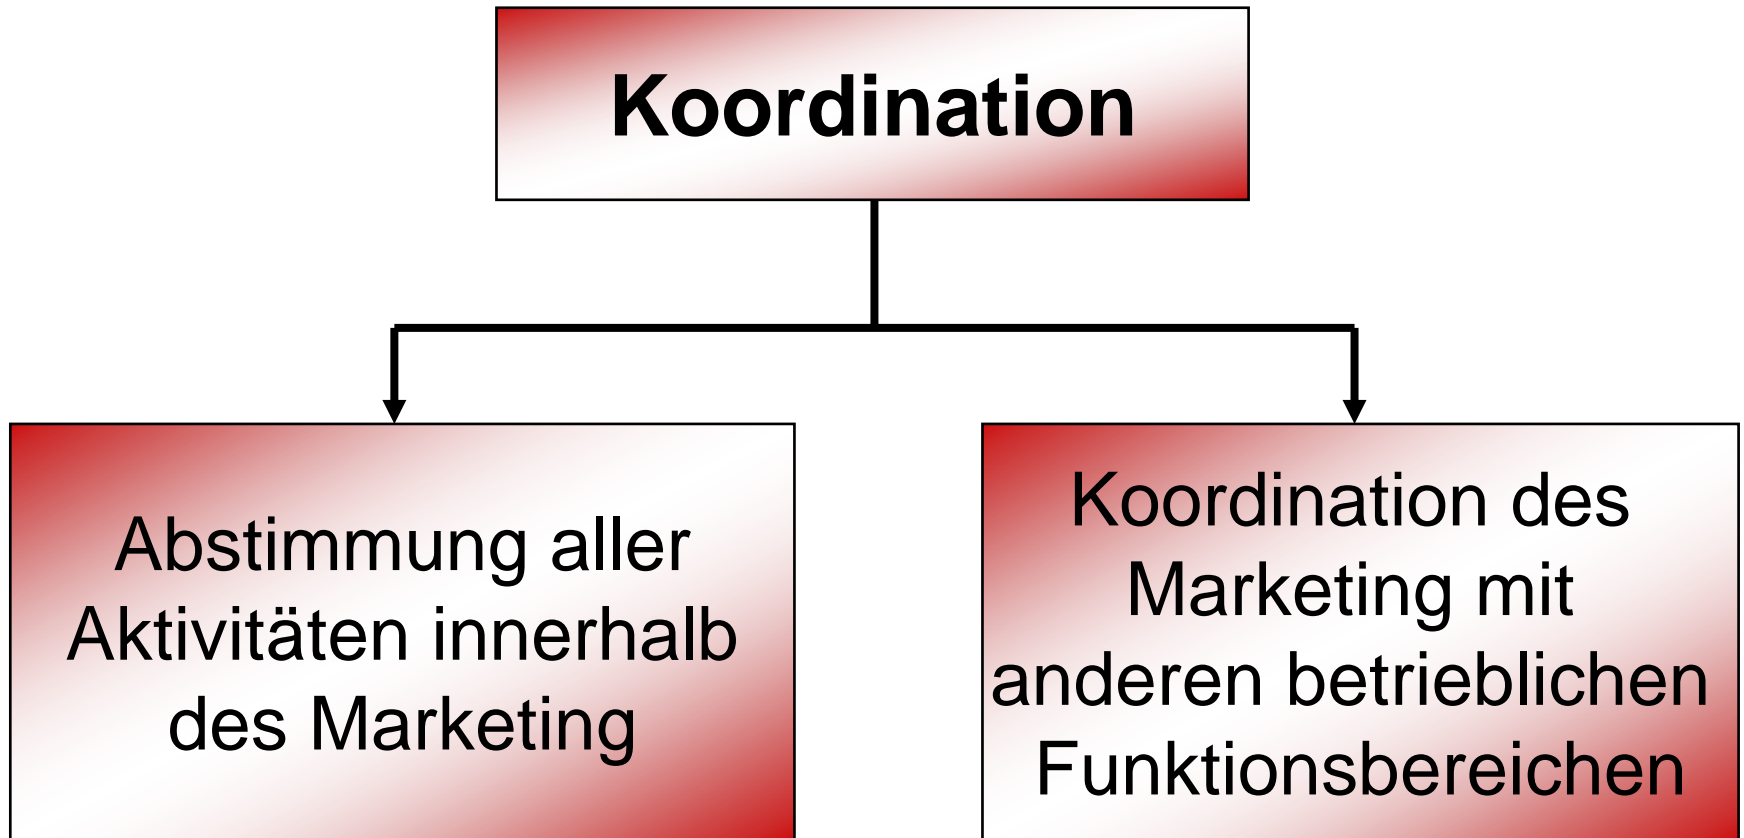 Koordination
Abstimmung aller
Aktivitäten innerhalb
des Marketing
Koordination des
Marketing mit
anderen betrieblichen
Funktionsbereichen